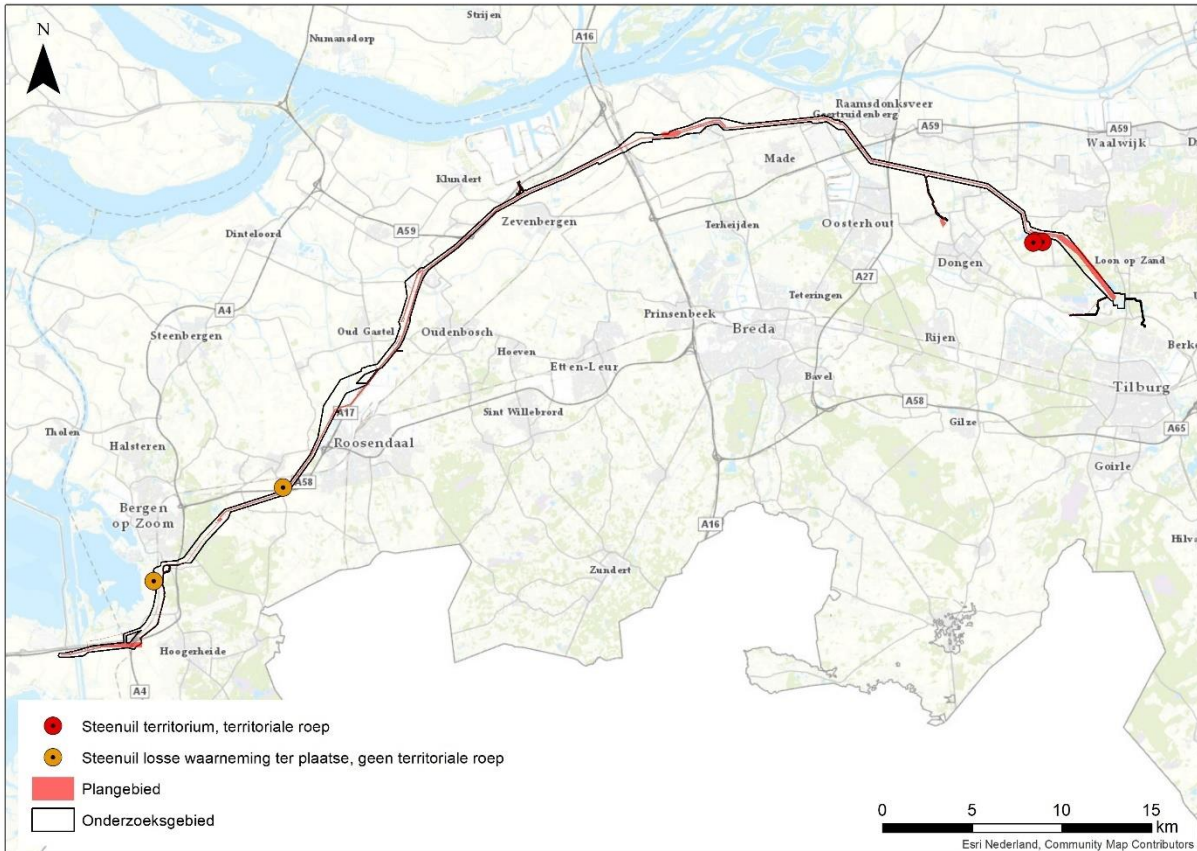 Strijen
N
A16
Numansdorp
Raamsdonksveer
Geertruidenberg
A59
A59
Waalwijk
Made
Klundert
Zevenbergen
Terheijden
Oosterhout
A59
Dinteloord
Dongen
Loon op Zand
A27
A4
Teteringen
Steenbergen
Oud Gastel
Oudenbosch
Prinsenbeek
Breda
Rijen
Hoeven
Etten-Leur
Berke
Bavel
Tilburg
A17
Sint Willebrord
A58
Gilze
A65
Tholen
Halsteren
Roosendaal
Goirle
A58
Bergen
op Zoom
A16
Hilva
Zundert
Hoogerheide
A4
Steenuil territorium, territoriale roep
Steenuil losse waarneming ter plaatse, geen territoriale roep
Plangebied
Onderzoeksgebied
0 5 10 15
km
Esri Nederland, Community Map Contributors